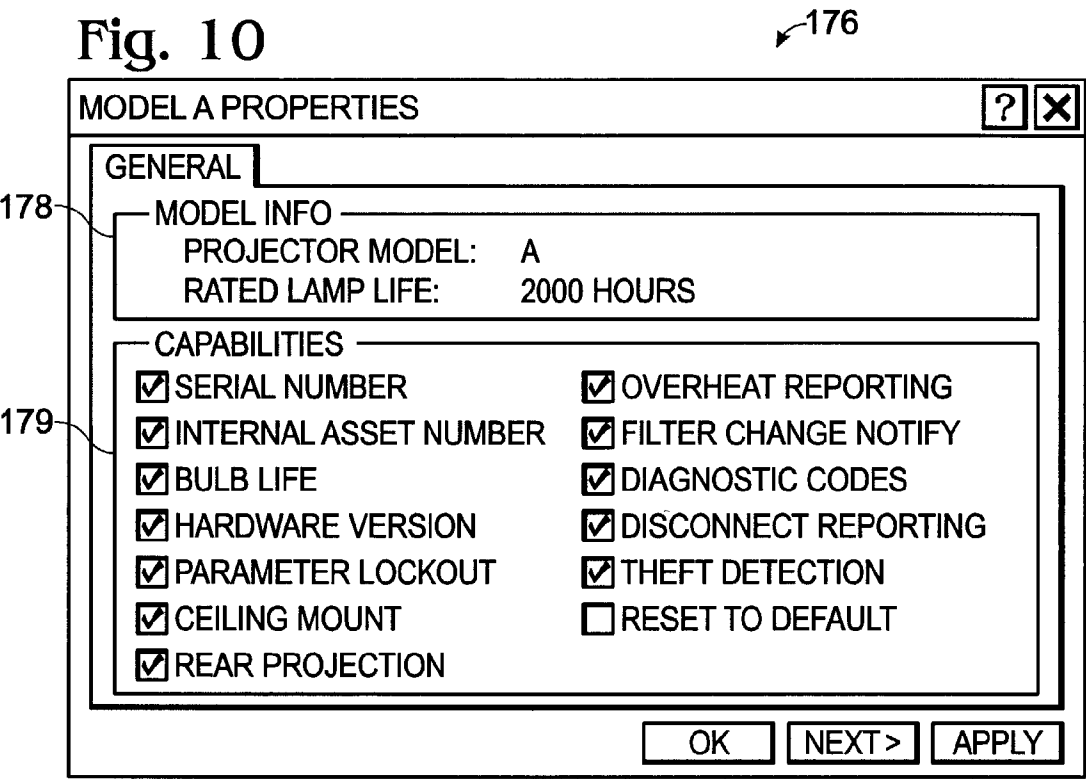 Fig. 10
176
MODEL A PROPERTIES
?
GENERAL
178
MODEL INFO
PROJECTOR MODEL: A
RATED LAMP LIFE: 2000 HOURS
CAPABILITIES
SERIAL NUMBER
OVERHEAT REPORTING
179
INTERNAL ASSET NUMBER
FILTER CHANGE NOTIFY
BULB LIFE
DIAGNOSTIC CODES
HARDWARE VERSION
DISCONNECT REPORTING
PARAMETER LOCKOUT
THEFT DETECTION
CEILING MOUNT
RESET TO DEFAULT
REAR PROJECTION
OK
NEXT >
APPLY